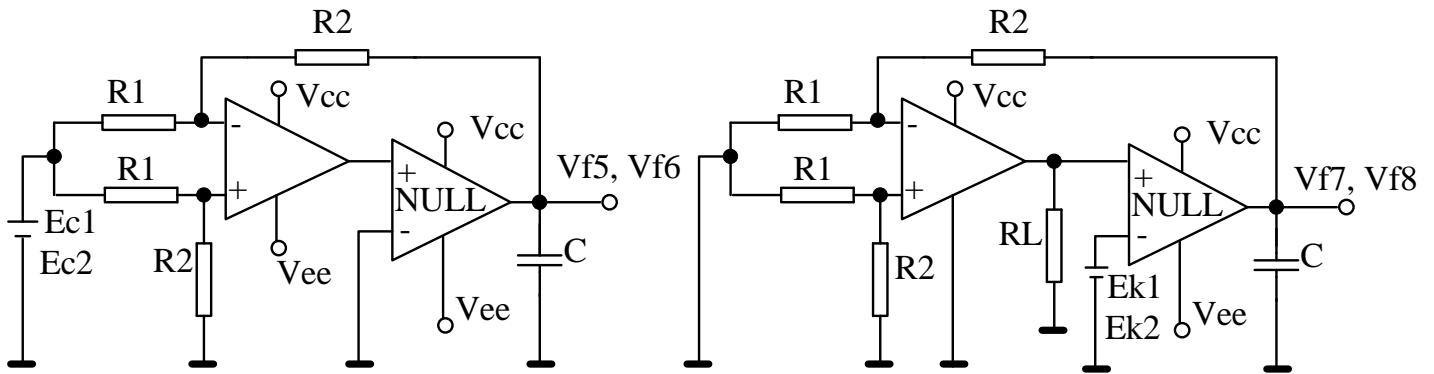 R2
R1
Vcc
-
R1
Vcc
+
+
NULL
-
Vf5, Vf6
Ec1
Ec2
R2
Vee
C
Vee
R2
R1
Vcc
-
R1
Vcc
+
+
NULL
-
Vf7, Vf8
RL
R2
Ek1
Ek2
Vee
C